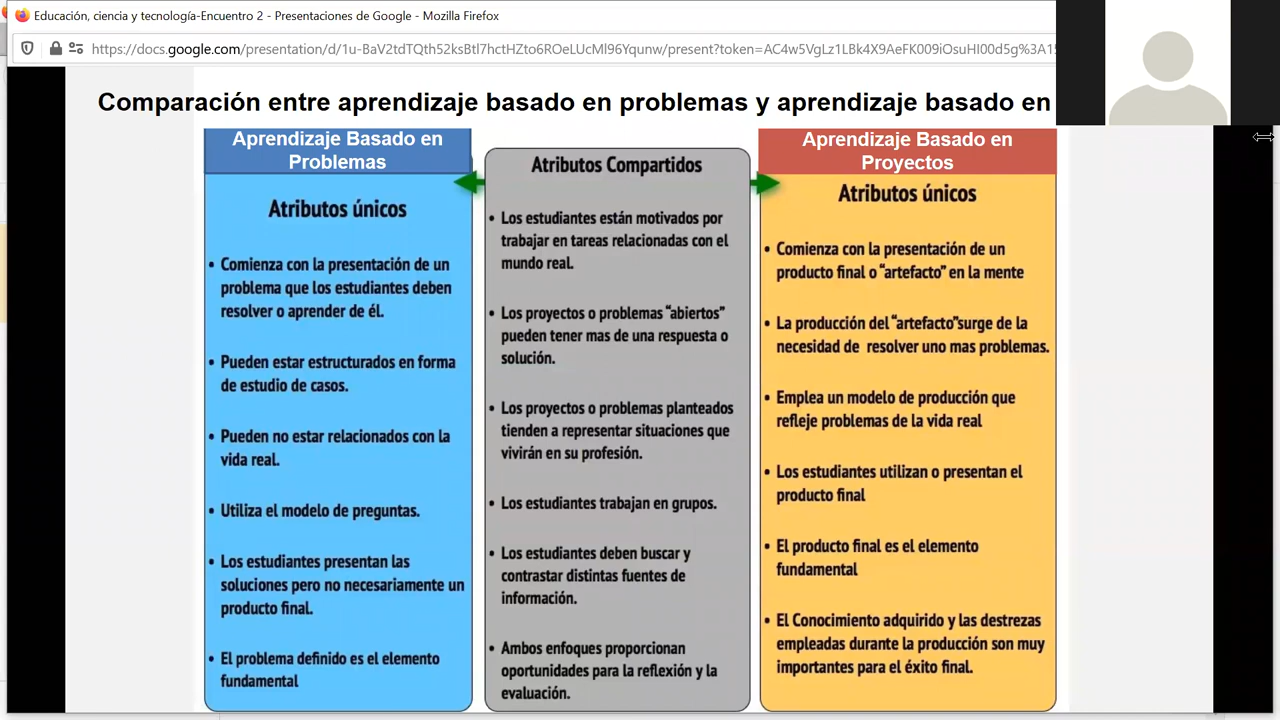 Educación, ciencia y tecnología-Encuentro 2 - Presentaciones de Google - Mozilla Firefox
Comparación entre aprendizaje basado en problemas y aprendizaje basado en
Aprendizaje Basado en
Problemas
Atributos únicos
• Comienza con la presentación de un
problema que los estudiantes deben
resolver o aprender de él.
• Pueden estar estructurados en forma
de estudio de casos.
• Pueden no estar relacionados con la
vida real.
• Utiliza el modelo de preguntas.
• Los estudiantes presentan las
soluciones pero no necesariamente un
producto final.
• El problema definido es el elemento
fundamental
Atributos Compartidos
• Los estudiantes están motivados por
trabajar en tareas relacionadas con el
mundo real.
• Los proyectos o problemas “abiertos”
pueden tener mas de una respuesta o
solución.
• Los proyectos o problemas planteados
tienden a representar situaciones que
vivirán en su profesión.
• Los estudiantes trabajan en grupos.
• Los estudiantes deben buscar y
contrastar distintas fuentes de
información.
• Ambos enfoques proporcionan
oportunidades para la reflexión y la
evaluación.
Aprendizaje Basado en
Proyectos
Atributos únicos
• Comienza con la presentación de un
producto final o “artefacto” en la mente
• La producción del “artefacto”surge de la
necesidad de resolver uno mas problemas.
• Emplea un modelo de producción que
refleje problemas de la vida real
• Los estudiantes utilizan o presentan el
producto final
• El producto final es el elemento
fundamental
• El Conocimiento adquirido y las destrezas
empleadas durante la producción son muy
importantes para el éxito final.